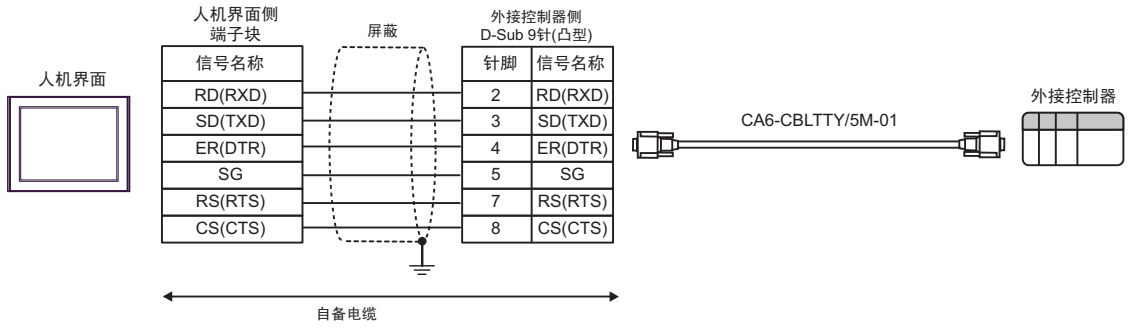 人机界面
人机界面侧
端子块
屏蔽
外接控制器侧
D-Sub 9针(凸型)
信号名称
针脚 信号名称
RD(RXD) 2 RD(RXD)
SD(TXD) 3 SD(TXD)
ER(DTR) 4 ER(DTR)
SG 5 SG
RS(RTS) 7 RS(RTS)
CS(CTS) 8 CS(CTS)
自备电缆
CA6-CBLTTY/5M-01
外接控制器